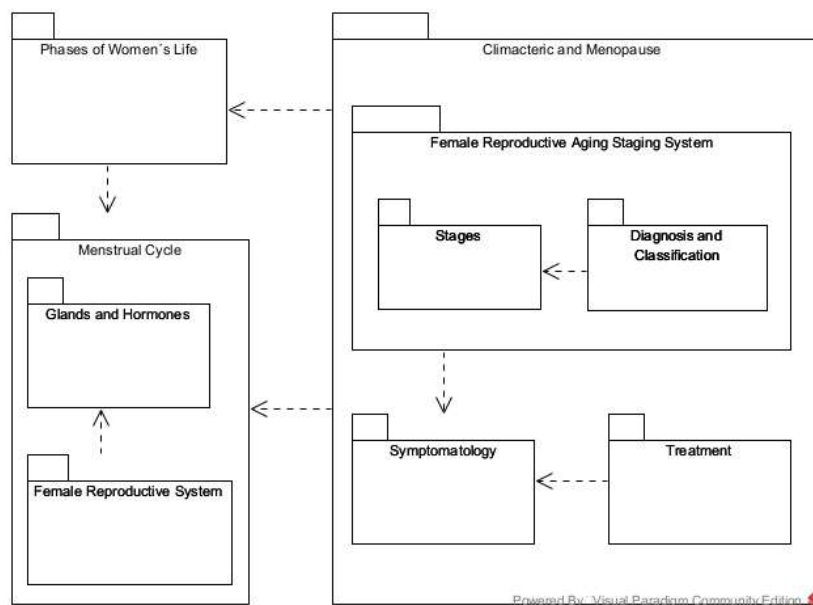 Phases of Women´s Life
Climacteric and Menopause
Female Reproductive Aging Staging System
Stages
Diagnosis and
Classification
Menstrual Cycle
Glands and Hormones
Female Reproductive System
Symptomatology
Treatment
Powered By Visual Paradigm Community Edition